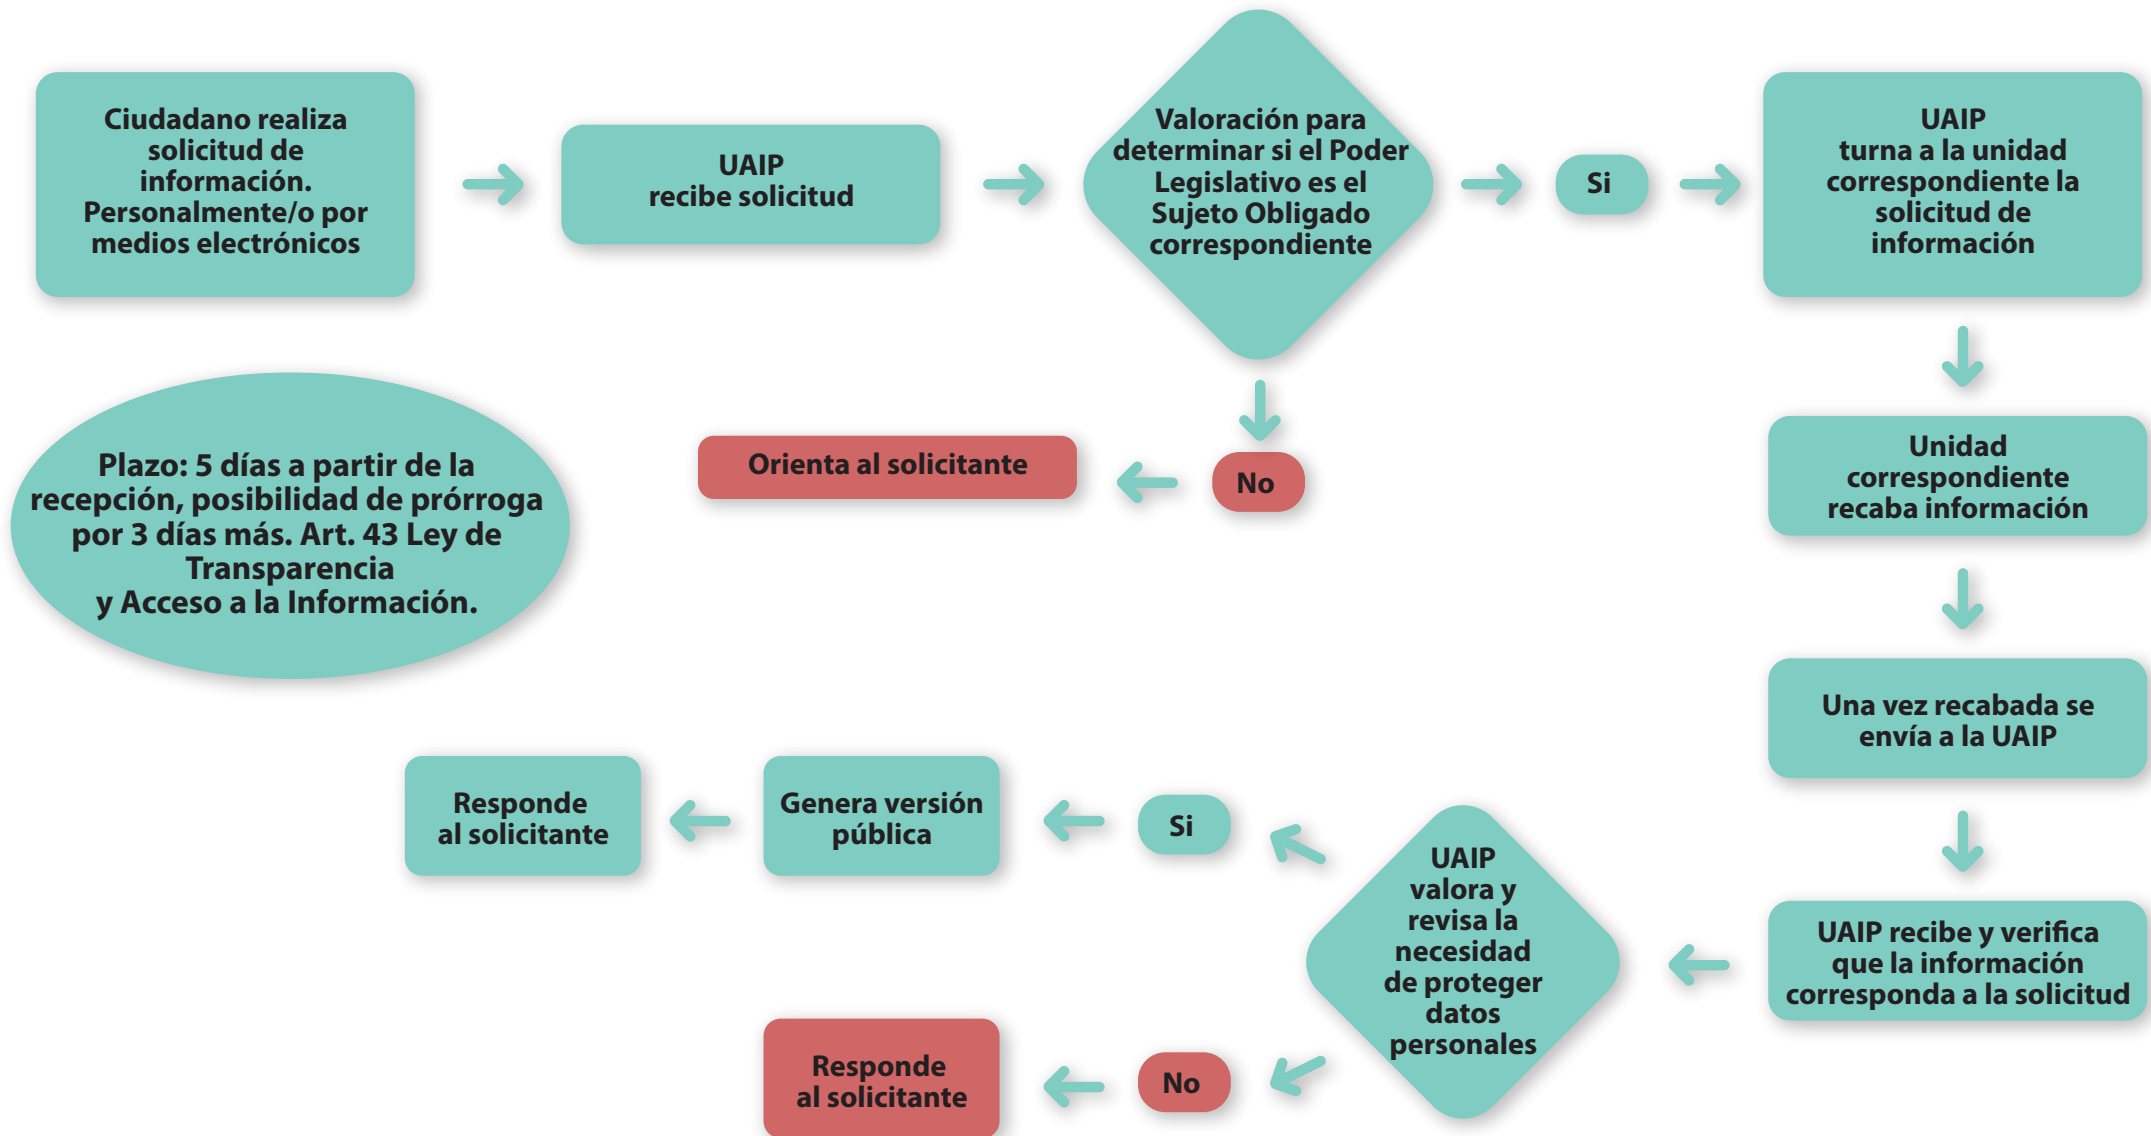 Ciudadano realiza
solicitud de
información.
Personalmente/o por
medios electrónicos
UAIP
recibe solicitud
Valoración para
determinar si el Poder
Legislativo es el
Sujeto Obligado
correspondiente
Si
UAIP
turna a la unidad
correspondiente la
solicitud de
información
No
Orienta al solicitante
Plazo: 5 días a partir de la
recepción, posibilidad de prórroga
por 3 días más. Art. 43 Ley de
Transparencia
y Acceso a la Información.
Unidad
correspondiente
recaba información
Una vez recabada se
envía a la UAIP
UAIP recibe y verifica
que la información
corresponda a la solicitud
UAIP
valora y
revisa la
necesidad
de proteger
datos
personales
Si
Genera versión
pública
Responde
al solicitante
No
Responde
al solicitante